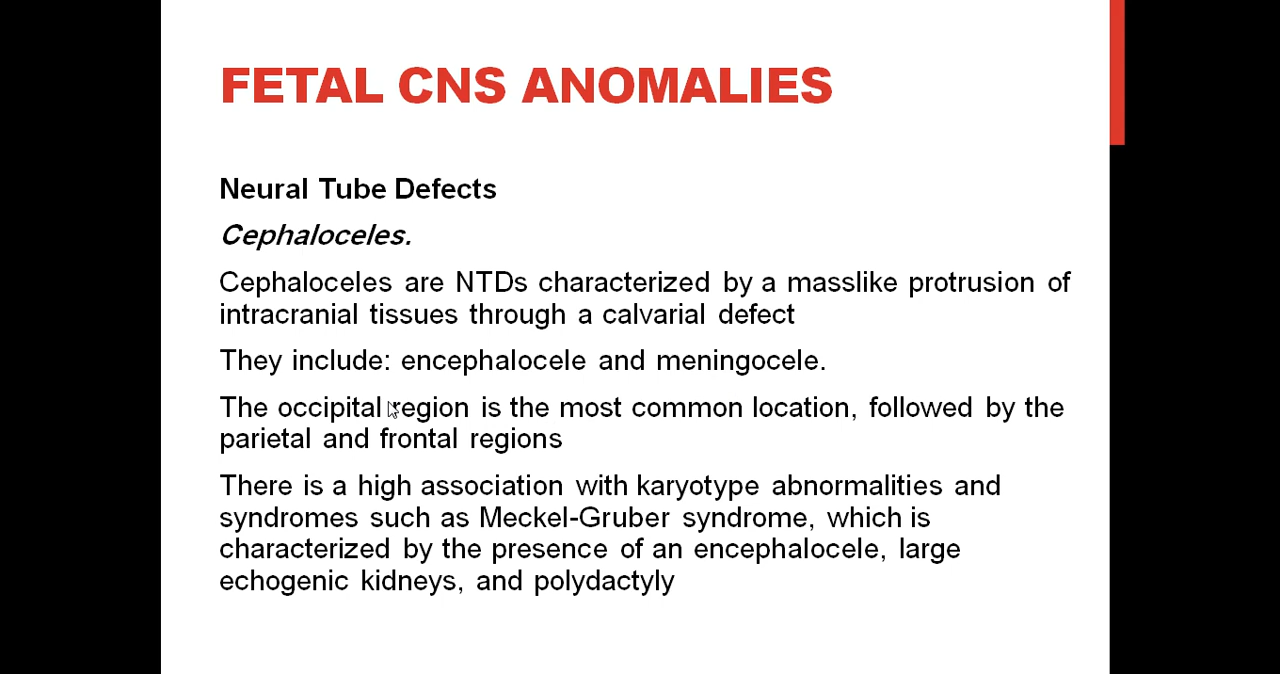 FETAL CNS ANOMALIES
Neural Tube Defects
Cephaloceles.
Cephaloceles are NTDs characterized by a masslike protrusion of
intracranial tissues through a calvarial defect
They include: encephalocele and meningocele.
The occipital region is the most common location, followed by the
parietal and frontal regions
There is a high association with karyotype abnormalities and
syndromes such as Meckel-Gruber syndrome, which is
characterized by the presence of an encephalocele, large
echogenic kidneys, and polydactyly